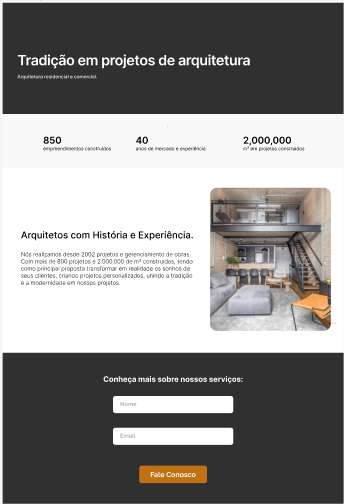 Tradição em projetos de arquitetura
Arquitetura residencial e comercial.
850
empreendimentos construídos
40
anos de mercado e experiência
2,000,000
m² em projetos construídos
Arquitetos com História e Experiência.
Nós realizamos desde 2002 projetos e gerenciamento de obras.
Com mais de 800 projetos e 2.000.000 de m² construídos, tendo
como principal proposta transformar em realidade os sonhos de
seus clientes, criando projetos personalizados, unindo a tradição
e a modernidade em nossos projetos.
Conheça mais sobre nossos serviços:
Nome
Email
Fale Conosco